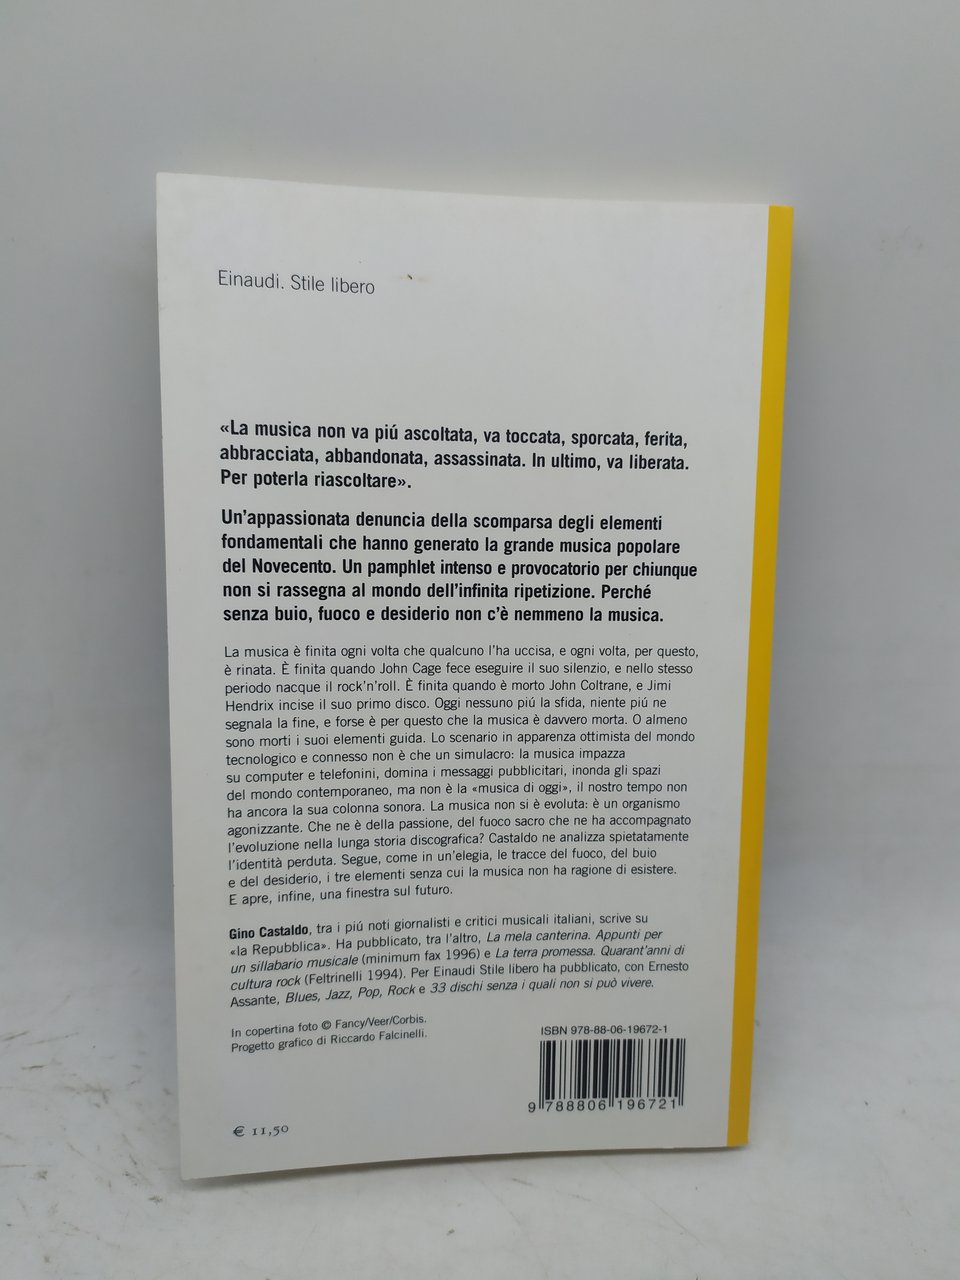 Einaudi. Stile libero
«La musica non va piú ascoltata, va toccata, sporcata, ferita,
abbracciata, abbandonata, assassinata. In ultimo, va liberata.
Per poterla riascoltare».
Un'appassionata denuncia della scomparsa degli elementi
fondamentali che hanno generato la grande musica popolare
del Novecento. Un pamphlet intenso e provocatorio per chiunque
non si rassegna al mondo dell'infinita ripetizione. Perché
senza buio, fuoco e desiderio non c'è nemmeno la musica.
La musica è finita ogni volta che qualcuno l'ha uccisa, e ogni volta, per questo,
è rinata. È finita quando John Cage fece eseguire il suo silenzio, e nello stesso
periodo nacque il rock'n'roll. È finita quando è morto John Coltrane, e Jimi
Hendrix incise il suo primo disco. Oggi nessuno piú la sfida, niente piú ne
segnala la fine, e forse è per questo che la musica è davvero morta. O almeno
sono morti i suoi elementi guida. Lo scenario in apparenza ottimista del mondo
tecnologico e connesso non è che un simulacro: la musica impazza
su computer e telefonini, domina i messaggi pubblicitari, inonda gli spazi
del mondo contemporaneo, ma non è la «musica di oggi», il nostro tempo non
ha ancora la sua colonna sonora. La musica non si è evoluta: è un organismo
agonizzante. Che ne è della passione, del fuoco sacro che ne ha accompagnato
l'evoluzione nella lunga storia discografica? Castaldo ne analizza spietatamente
l'identità perduta. Segue, come in un'elegia, le tracce del fuoco, del buio
e del desiderio, i tre elementi senza cui la musica non ha ragione di esistere.
E apre, infine, una finestra sul futuro.
Gino Castaldo, tra i piú noti giornalisti e critici musicali italiani, scrive su
«la Repubblica». Ha pubblicato, tra l'altro, La mela canterina. Appunti per
un sillabario musicale (minimum fax 1996) e La terra promessa. Quarant'anni di
cultura rock (Feltrinelli 1994). Per Einaudi Stile libero ha pubblicato, con Ernesto
Assante, Blues, Jazz, Pop, Rock e 33 dischi senza i quali non si può vivere.
In copertina foto © Fancy/Veer/Corbis.
Progetto grafico di Riccardo Falcinelli.
ISBN 978-88-06-19672-1
9 788806 196721
€ 11,50